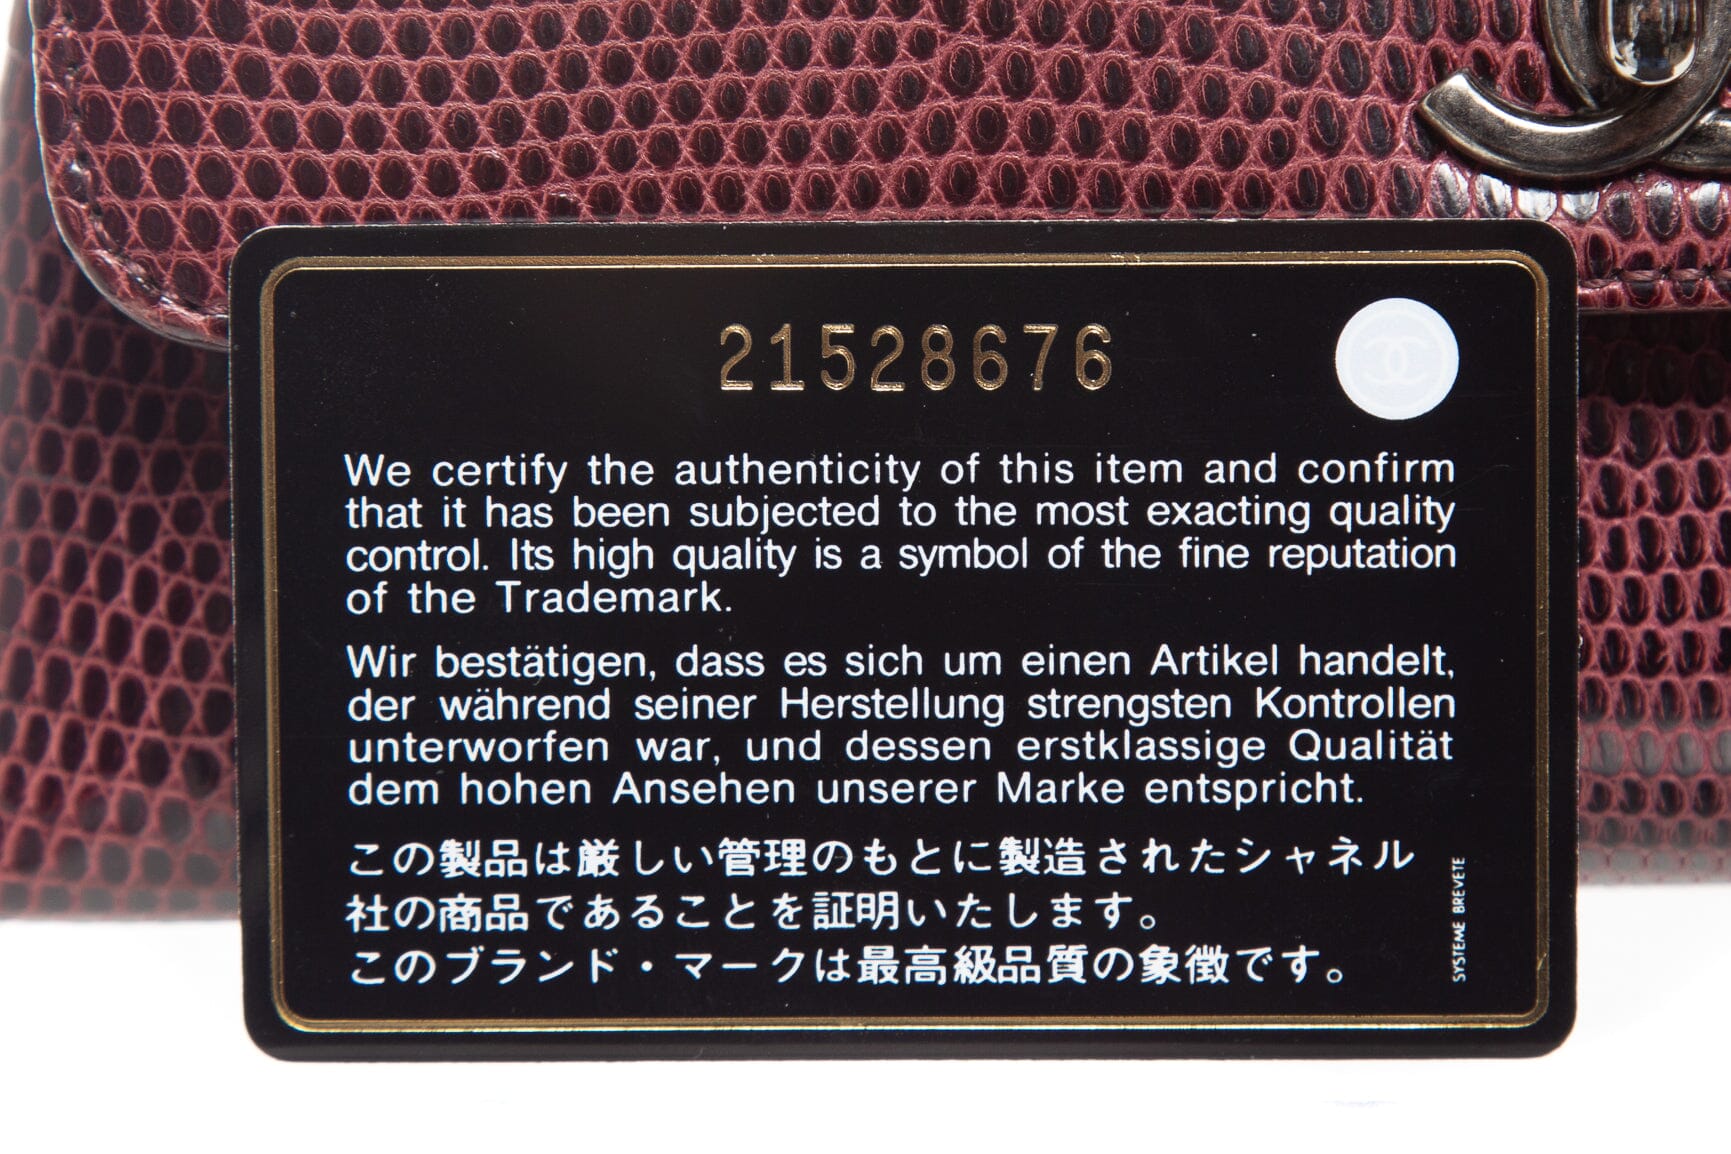 21528676
We certify the authenticity of this item and confirm
that it has been subjected to the most exacting quality
control. Its high quality is a symbol of the fine reputation
of the Trademark.
Wir bestätigen, dass es sich um einen Artikel handelt,
der während seiner Herstellung strengsten Kontrollen
unterworfen war, und dessen erstklassige Qualität
dem hohen Ansehen unserer Marke entspricht.
この製品は厳しい管理のもとに製造されたシャネル
社の商品であることを証明いたします。
このブランド・マークは最高級品質の象徴です。
SYSTEME BREVETE